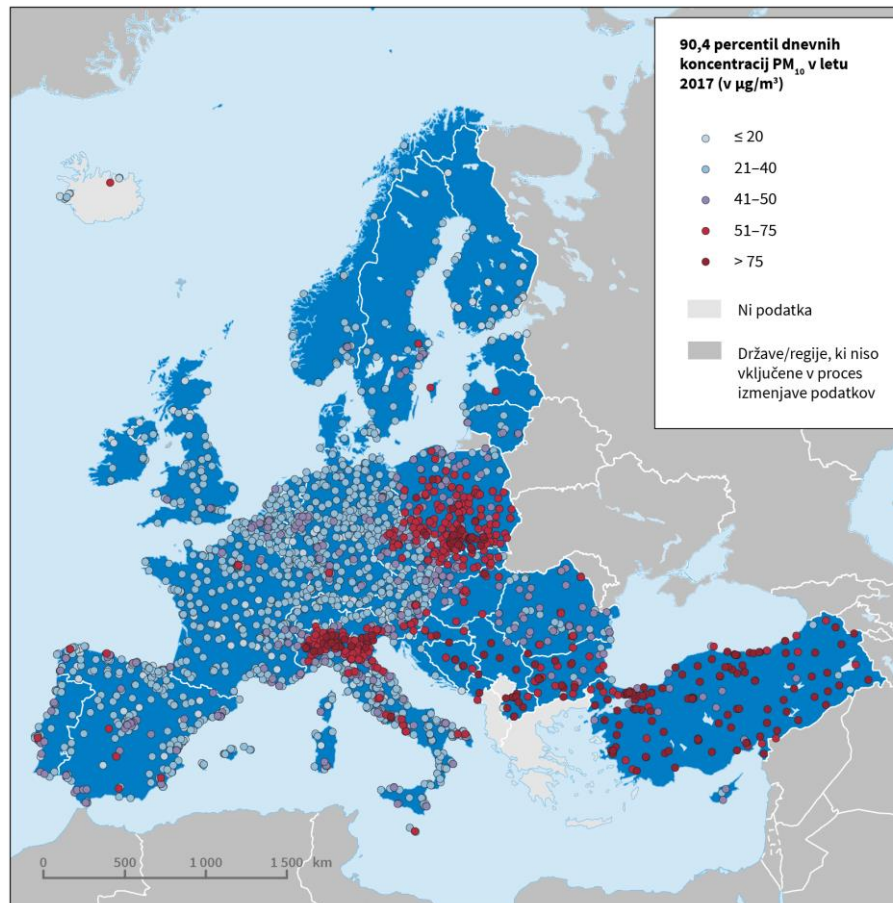 90,4 percentil dnevnih
koncentracij PM₁₀ v letu
2017 (v µg/m³)
≤ 20
21–40
41–50
51–75
> 75
Ni podatka
Države/regije, ki niso
vključene v proces
izmenjave podatkov
0 500 1 000 1 500 km